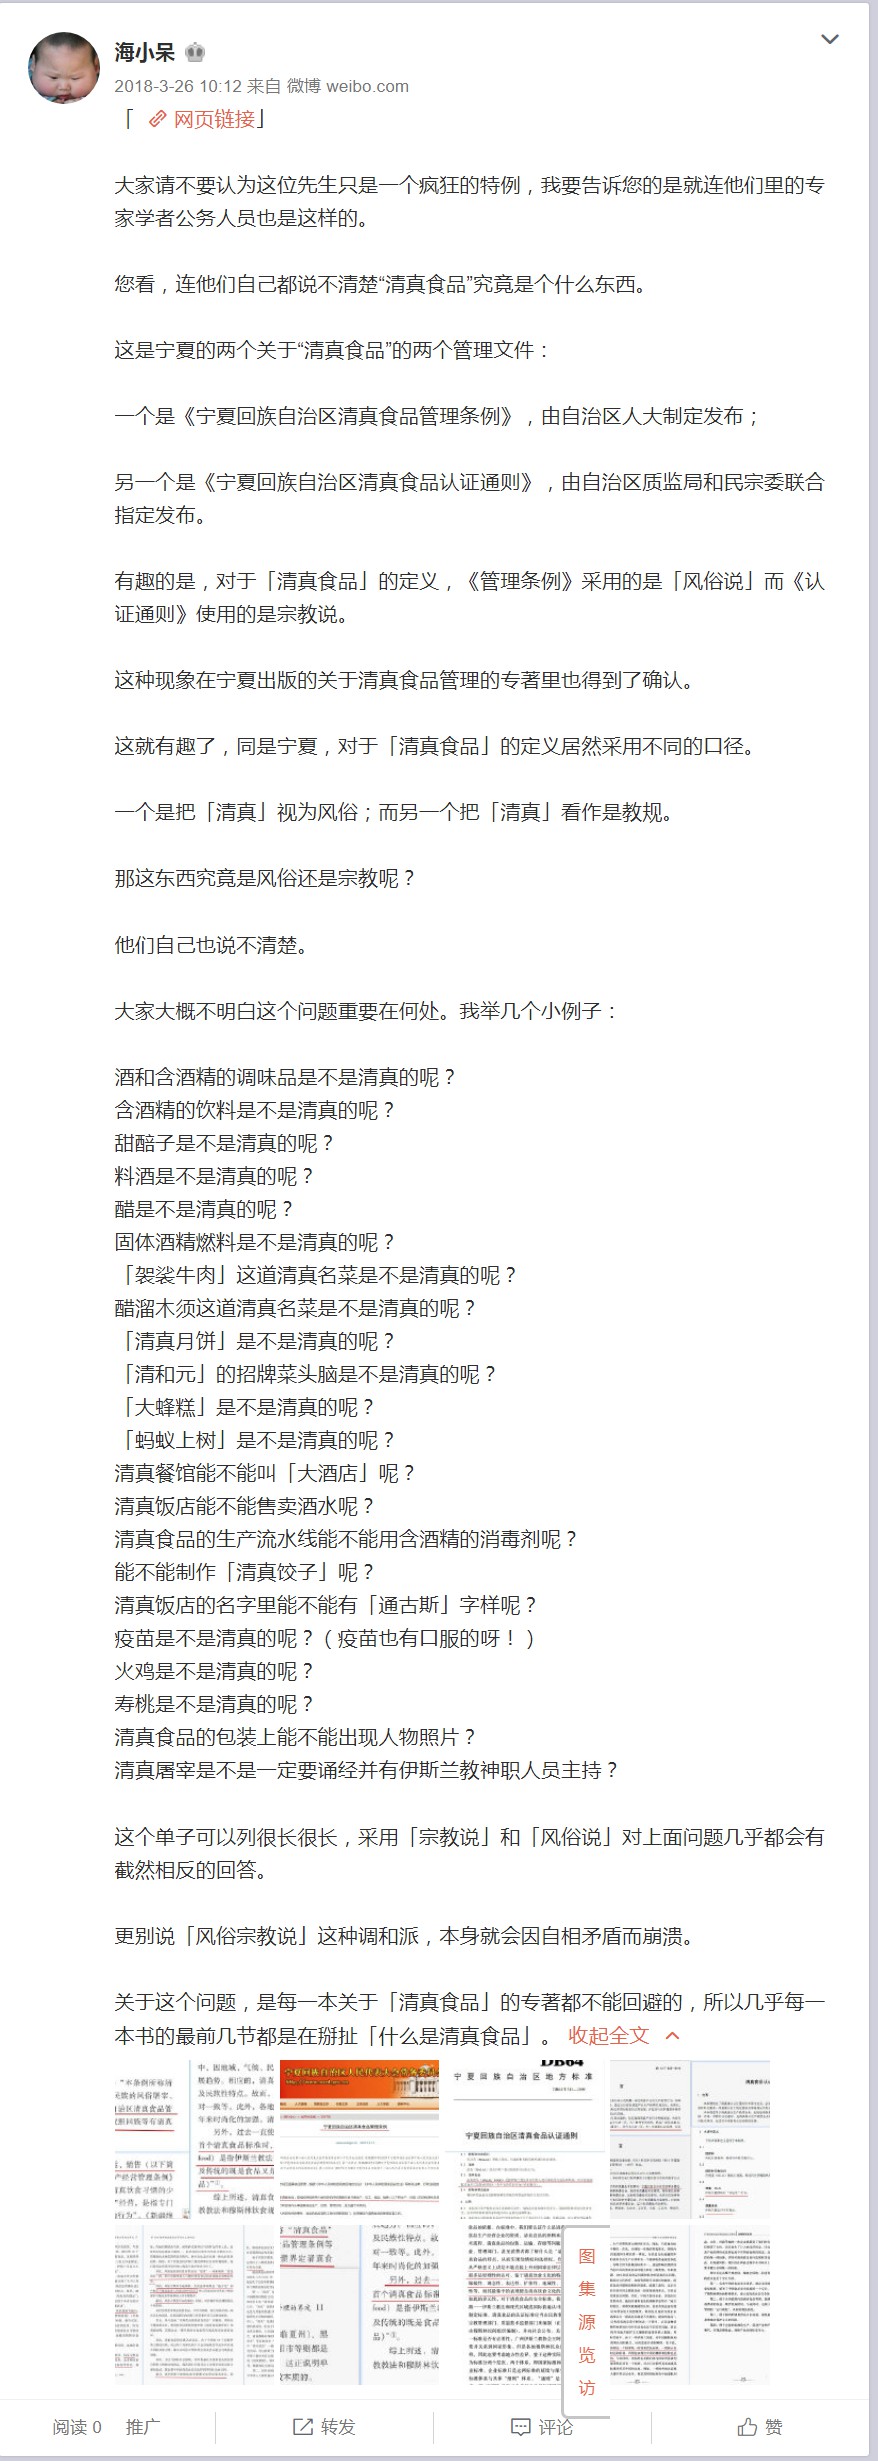 海小呆
2018-3-26 10:12 来自 微博 weibo.com
「 网页链接」
大家请不要认为这位先生只是一个疯狂的特例，我要告诉您的是就连他们里的专
家学者公务人员也是这样的。
您看，连他们自己都说不清楚“清真食品”究竟是个什么东西。
这是宁夏的两个关于“清真食品”的两个管理文件：
一个是《宁夏回族自治区清真食品管理条例》，由自治区人大制定发布；
另一个是《宁夏回族自治区清真食品认证通则》，由自治区质监局和民宗委联合
指定发布。
有趣的是，对于「清真食品」的定义，《管理条例》采用的是「风俗说」而《认
证通则》使用的是宗教说。
这种现象在宁夏出版的关于清真食品管理的专著里也得到了确认。
这就有趣了，同是宁夏，对于「清真食品」的定义居然采用不同的口径。
一个是把「清真」视为风俗；而另一个把「清真」看作是教规。
那这东西究竟是风俗还是宗教呢？
他们自己也说不清楚。
大家大概不明白这个问题重要在何处。我举几个小例子：
酒和含酒精的调味品是不是清真的呢？
含酒精的饮料是不是清真的呢？
甜醅子是不是清真的呢？
料酒是不是清真的呢？
醋是不是清真的呢？
固体酒精燃料是不是清真的呢？
「袈裟牛肉」这道清真名菜是不是清真的呢？
醋溜木须这道清真名菜是不是清真的呢？
「清真月饼」是不是清真的呢？
「清和元」的招牌菜头脑是不是清真的呢？
「大蜂糕」是不是清真的呢？
「蚂蚁上树」是不是清真的呢？
清真餐馆能不能叫「大酒店」呢？
清真饭店能不能售卖酒水呢？
清真食品的生产流水线能不能用含酒精的消毒剂呢？
能不能制作「清真饺子」呢？
清真饭店的名字里能不能有「通古斯」字样呢？
疫苗是不是清真的呢？（疫苗也有口服的呀！）
火鸡是不是清真的呢？
寿桃是不是清真的呢？
清真食品的包装上能不能出现人物照片？
清真屠宰是不是一定要诵经并有伊斯兰教神职人员主持？
这个单子可以列很长很长，采用「宗教说」和「风俗说」对上面问题几乎都会有
截然相反的回答。
更别说「风俗宗教说」这种调和派，本身就会因自相矛盾而崩溃。
关于这个问题，是每一本关于「清真食品」的专著都不能回避的，所以几乎每一
本书的最前几节都是在掰扯「什么是清真食品」。 收起全文
DB64
宁夏回族自治区地方标准
宁夏回族自治区清真食品认证通则
图
集
源
览
访
阅读 0 推广 转发 评论 赞